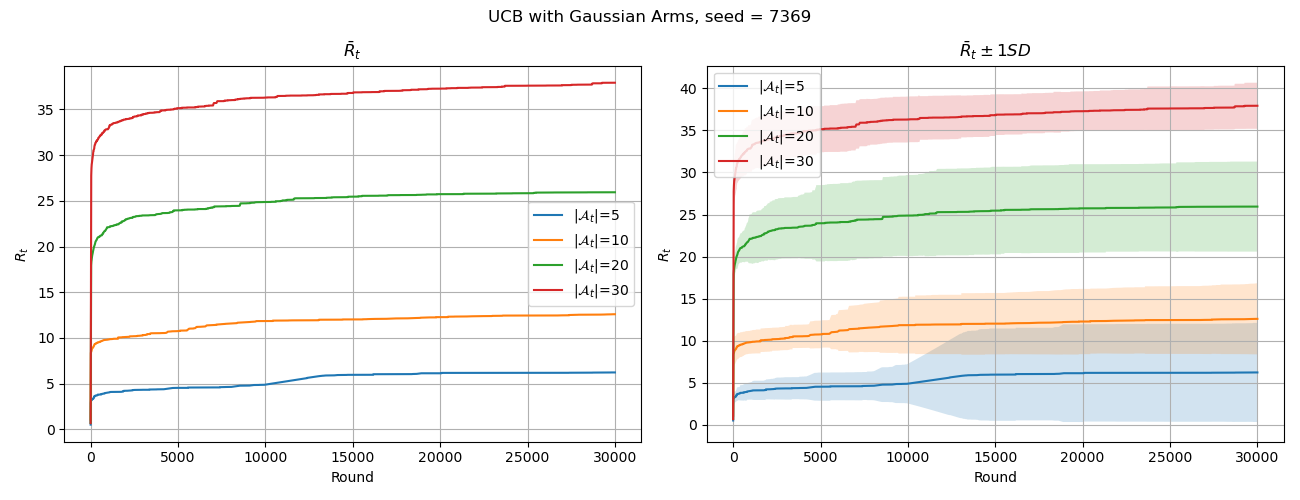 UCB with Gaussian Arms, seed = 7369
R̄ₜ
Rₜ
35
30
25
20
15
10
5
0
|𝒜ₜ|=5
|𝒜ₜ|=10
|𝒜ₜ|=20
|𝒜ₜ|=30
0 5000 10000 15000 20000 25000 30000
Round
R̄ₜ ± 1SD
Rₜ
40
35
30
25
20
15
10
5
0
|𝒜ₜ|=5
|𝒜ₜ|=10
|𝒜ₜ|=20
|𝒜ₜ|=30
0 5000 10000 15000 20000 25000 30000
Round